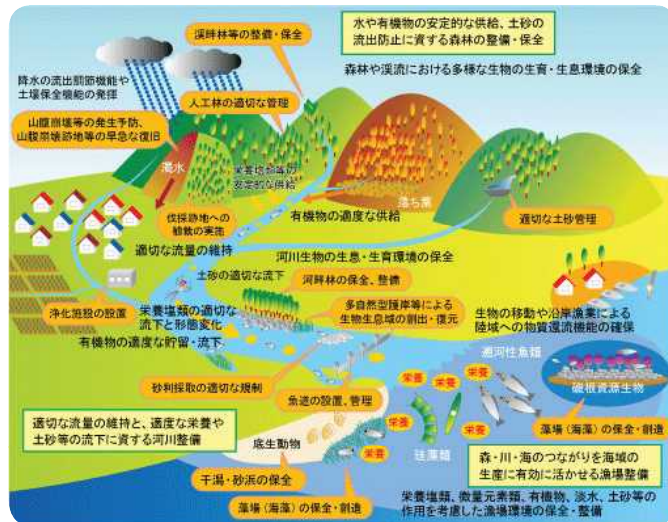 渓畔林等の整備・保全
水や有機物の安定的な供給、土砂の
流出防止に資する森林の整備・保全
森林や渓流における多様な生物の生育・生息環境の保全
降水の流出調節機能や
土壌保全機能の発揮
人工林の適切な管理
山腹崩壊等の発生予防、
山腹崩壊跡地等の早急な復旧
濁水
栄養塩類等の
安定的な供給
落ち葉
伐採跡地への
植栽の実施
有機物の適度な供給
適切な土砂管理
適切な流量の維持
河川生物の生息・生育環境の保全
土砂の適切な流下
河畔林の保全、整備
浄化施設の設置
栄養塩類の適切な
流下と形態変化
多自然型護岸等による
生物生息域の創出・復元
生物の移動や沿岸漁業による
陸域への物質還流機能の確保
有機物の適度な貯留・流下
遡河性魚類
砂利採取の適切な規制
栄養
栄養
栄養
栄養
栄養
栄養
栄養
磯根資源生物
魚道の設置、管理
藻場（海藻）の保全・創造
適切な流量の維持と、適度な栄養や
土砂等の流下に資する河川整備
底生動物
珪藻類
森・川・海のつながりを海域の
生産に有効に活かせる漁場整備
干潟・砂浜の保全
藻場（海藻）の保全・創造
栄養塩類、微量元素類、有機物、淡水、土砂等の
作用を考慮した漁場環境の保全・整備